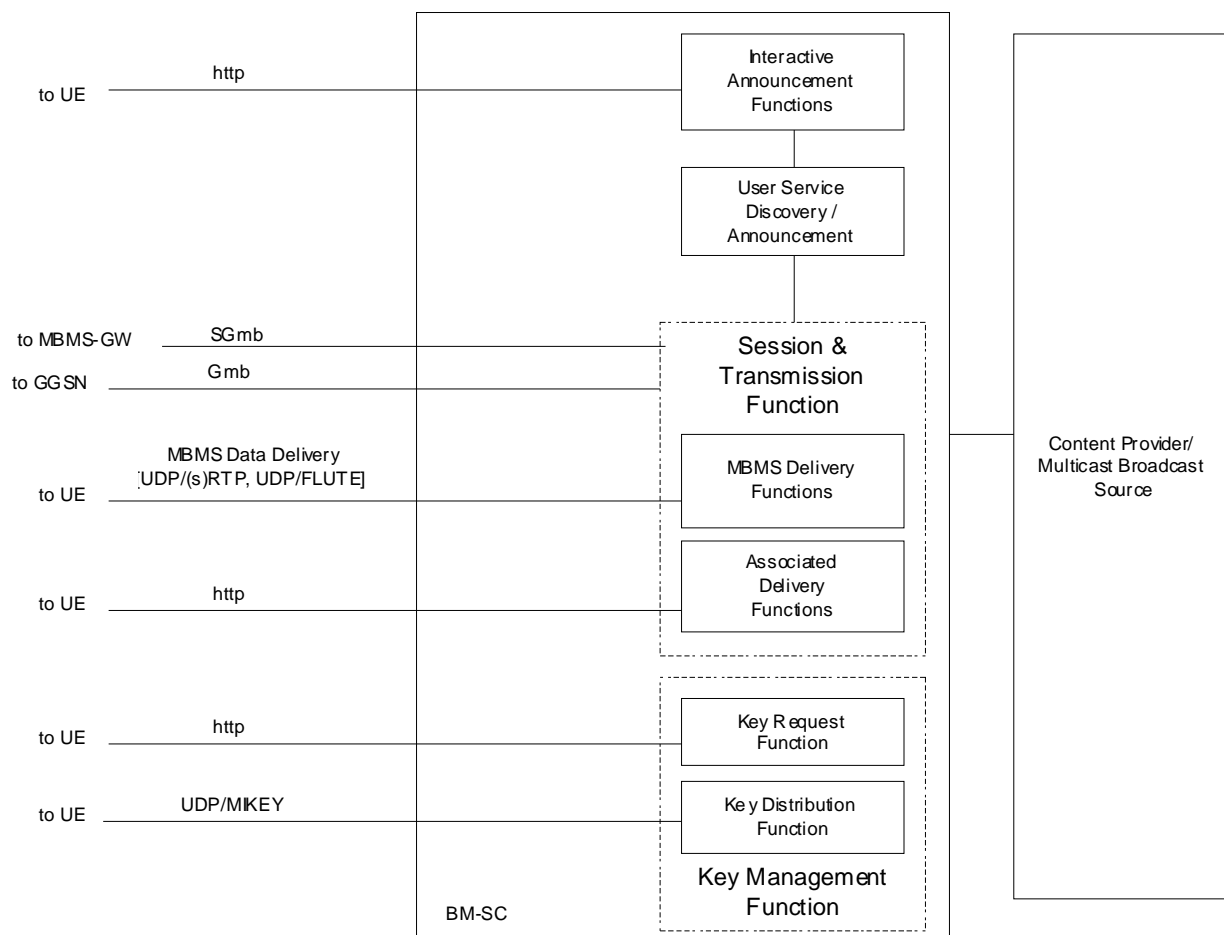 Interactive
Announcement
Functions
http
to UE
User Service
Discovery /
Announcement
to MBMS-GW
SGmb
to GGSN
Gmb
Session &
Transmission
Function
MBMS Data Delivery
[UDP/(s)RTP, UDP/FLUTE]
to UE
MBMS Delivery
Functions
Content Provider/
Multicast Broadcast
Source
Associated
Delivery
Functions
http
to UE
Key Request
Function
http
to UE
Key Distribution
Function
UDP/MIKEY
to UE
Key Management
Function
BM-SC